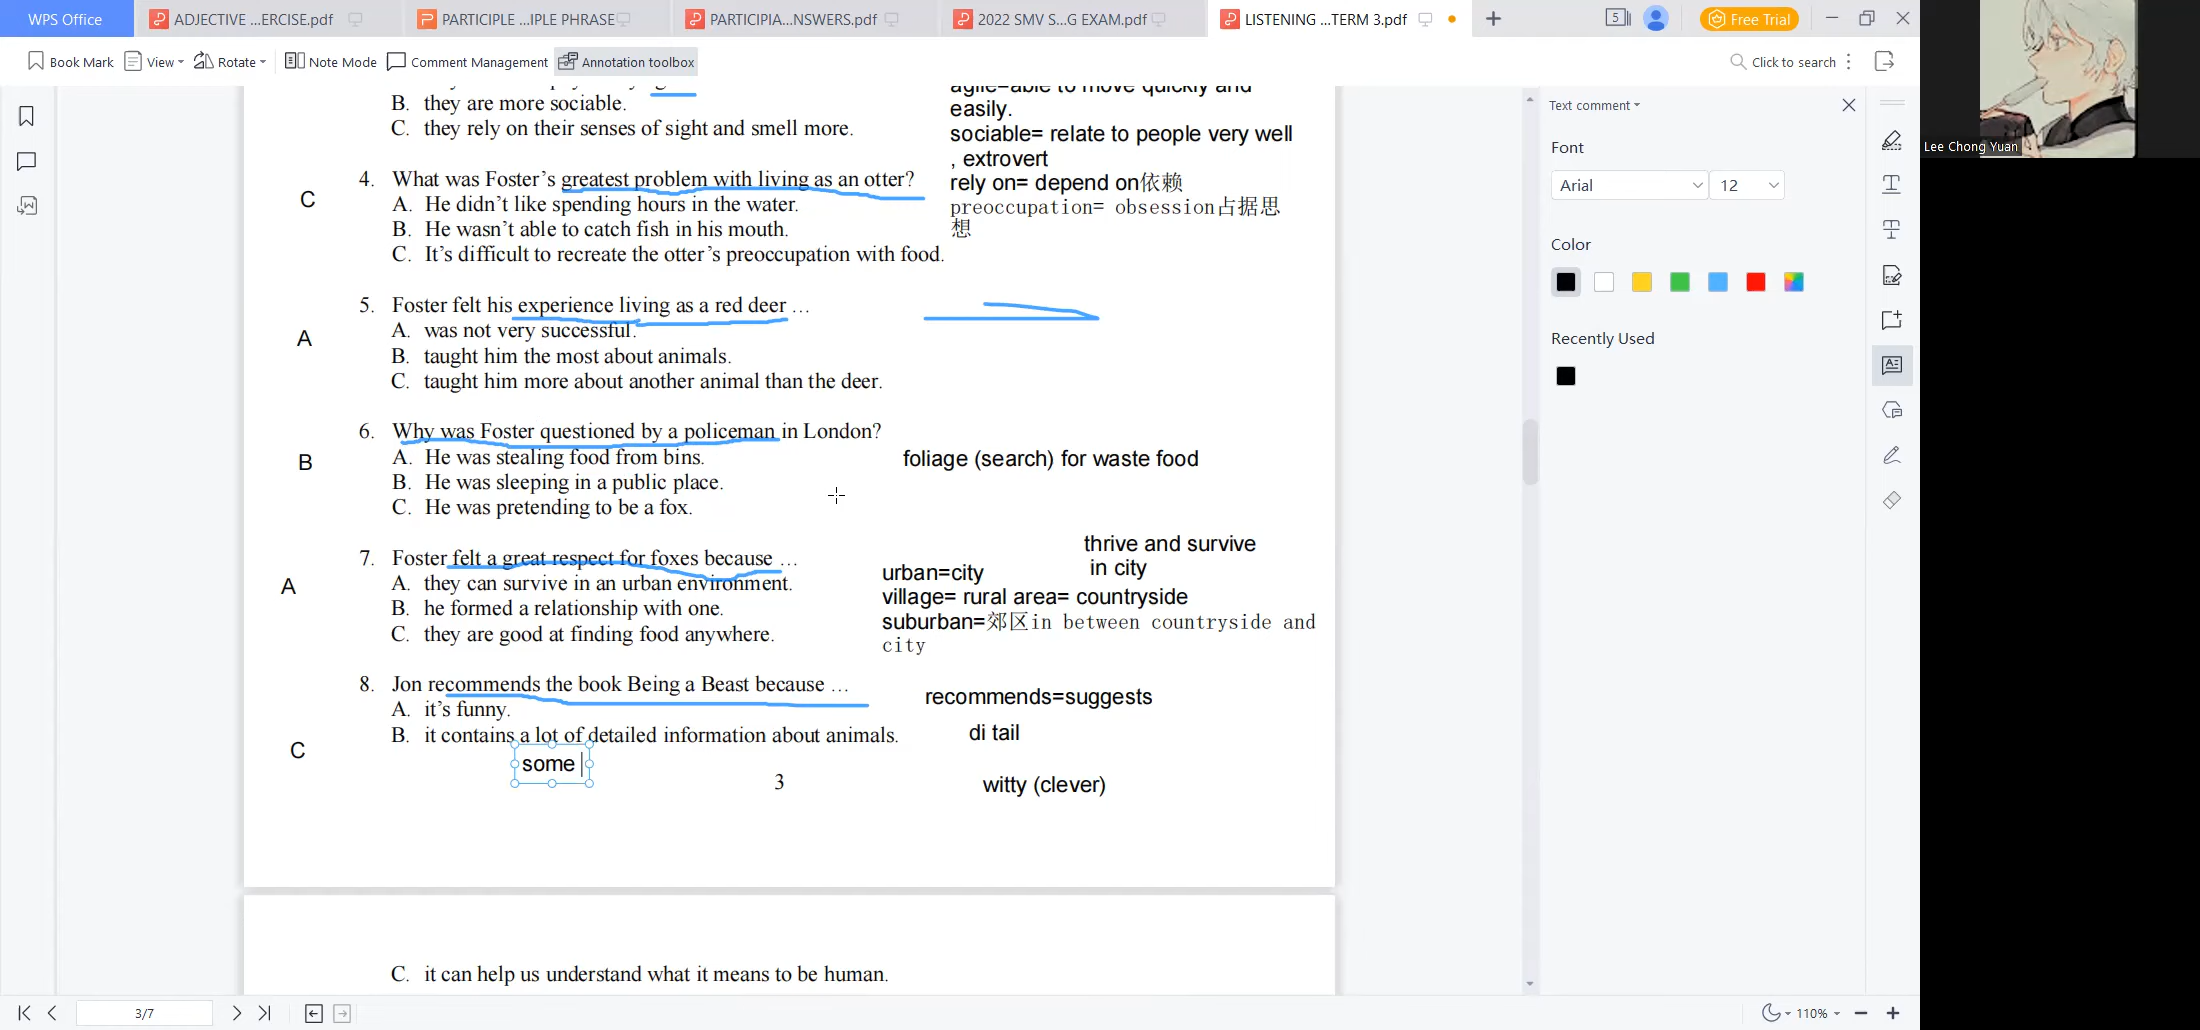 WPS Office
ADJECTIVE ...ERCISE.pdf
PARTICIPLE ...IPLE PHRASE
PARTICIPIA...NSWERS.pdf
2022 SMV S...G EXAM.pdf
LISTENING ...TERM 3.pdf
5
Free Trial
Book Mark
View
Rotate
Note Mode
Comment Management
Annotation toolbox
Click to search
B. they are more sociable.
C. they rely on their senses of sight and smell more.
4. What was Foster's greatest problem with living as an otter?
A. He didn't like spending hours in the water.
B. He wasn't able to catch fish in his mouth.
C. It's difficult to recreate the otter's preoccupation with food.
C
agile=able to move quickly and
easily.
sociable= relate to people very well
, extrovert
rely on= depend on依赖
preoccupation= obsession占据思
想
5. Foster felt his experience living as a red deer ...
A. was not very successful.
B. taught him the most about animals.
C. taught him more about another animal than the deer.
A
6. Why was Foster questioned by a policeman in London?
A. He was stealing food from bins.
B. He was sleeping in a public place.
C. He was pretending to be a fox.
B
foliage (search) for waste food
7. Foster felt a great respect for foxes because ...
A. they can survive in an urban environment.
B. he formed a relationship with one.
C. they are good at finding food anywhere.
A
thrive and survive
in city
urban=city
village= rural area= countryside
suburban=郊区in between countryside and
city
8. Jon recommends the book Being a Beast because ...
A. it's funny.
B. it contains a lot of detailed information about animals.
C
some
3
recommends=suggests
di tail
witty (clever)
C. it can help us understand what it means to be human.
Text comment
Font
Arial
12
Color
Recently Used
Lee Chong Yuan
3/7
110%